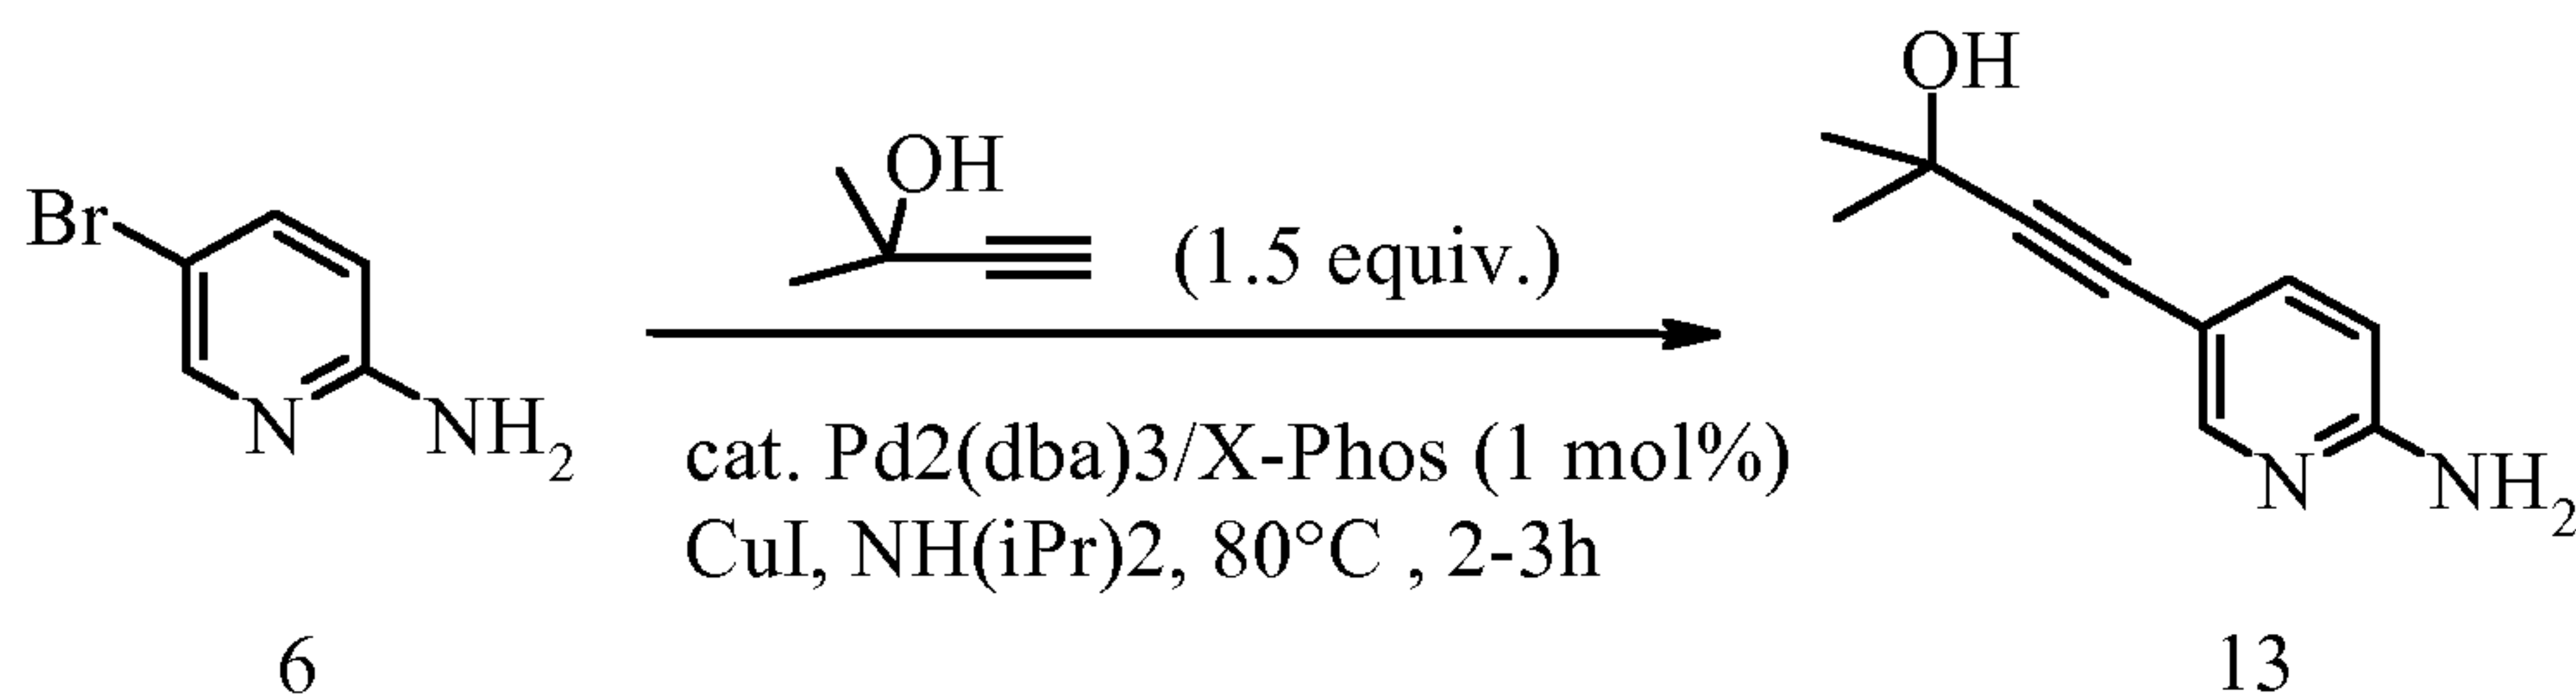 OH
OH
Br
(1.5 equiv.)
N
NH2
cat. Pd2(dba)3/X-Phos (1 mol%)
N
NH2
CuI, NH(iPr)2, 80°C , 2-3h
6
13